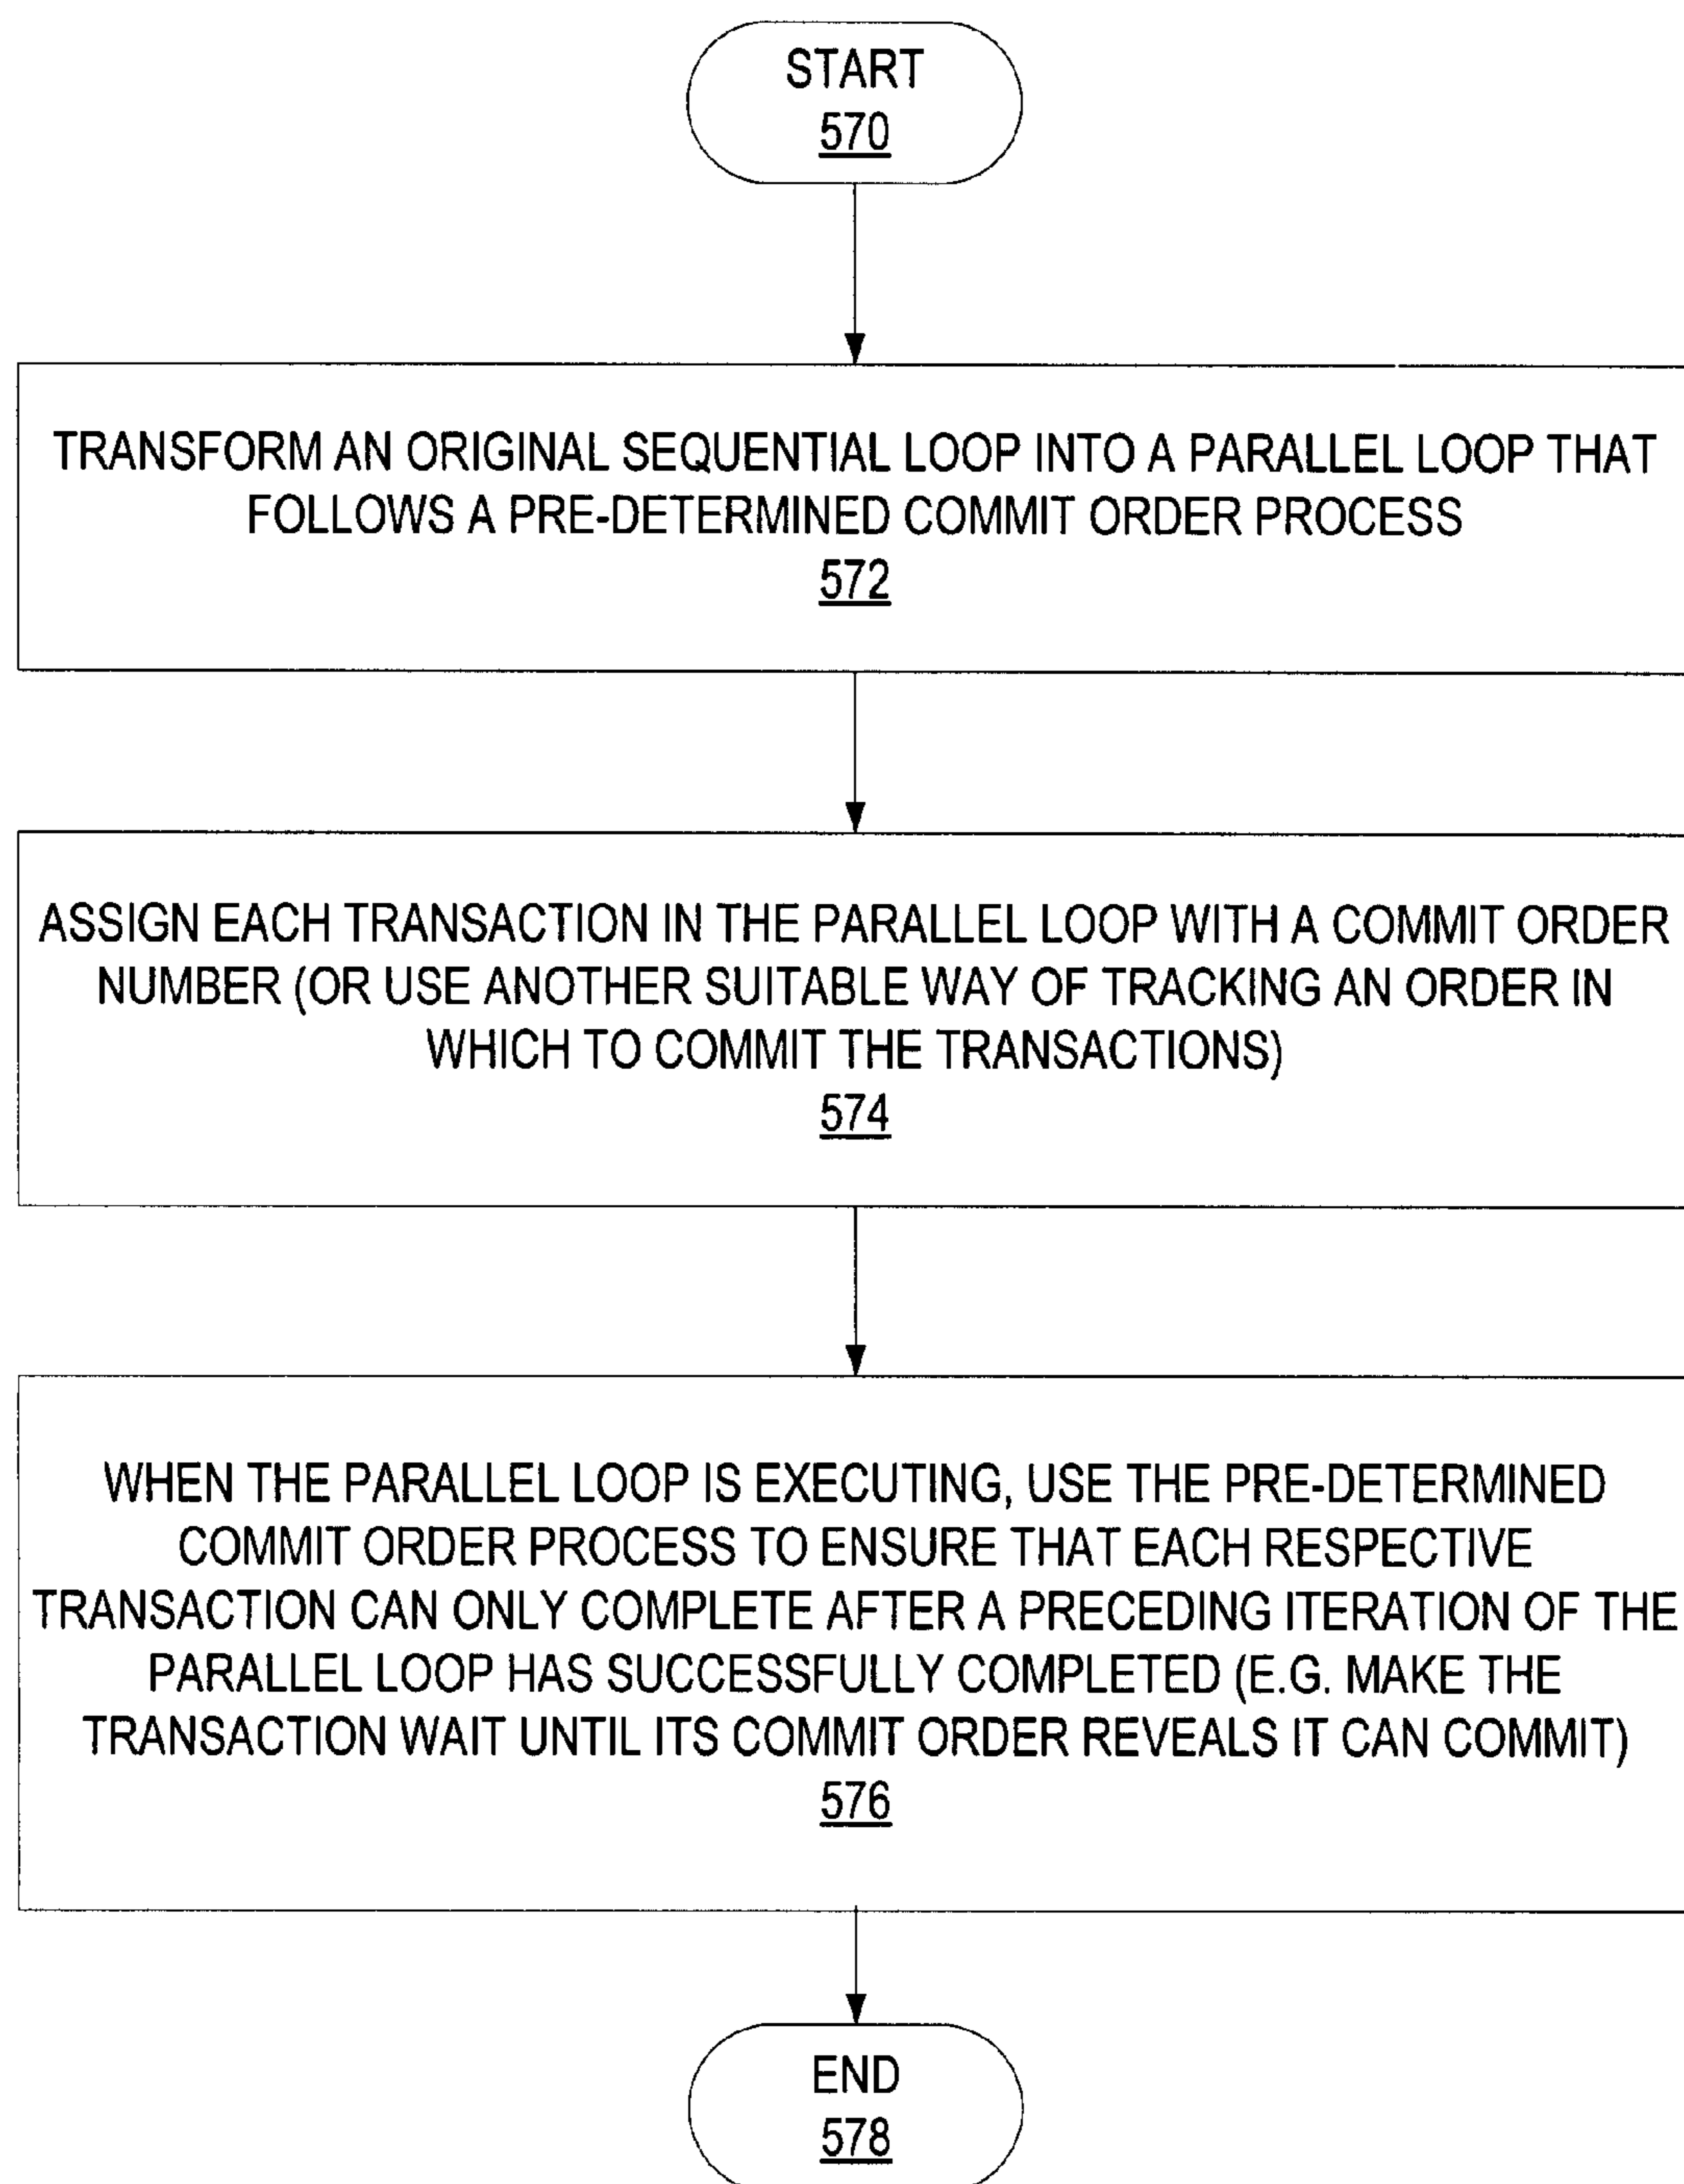 START
570
TRANSFORM AN ORIGINAL SEQUENTIAL LOOP INTO A PARALLEL LOOP THAT
FOLLOWS A PRE-DETERMINED COMMIT ORDER PROCESS
572
ASSIGN EACH TRANSACTION IN THE PARALLEL LOOP WITH A COMMIT ORDER
NUMBER (OR USE ANOTHER SUITABLE WAY OF TRACKING AN ORDER IN
WHICH TO COMMIT THE TRANSACTIONS)
574
WHEN THE PARALLEL LOOP IS EXECUTING, USE THE PRE-DETERMINED
COMMIT ORDER PROCESS TO ENSURE THAT EACH RESPECTIVE
TRANSACTION CAN ONLY COMPLETE AFTER A PRECEDING ITERATION OF THE
PARALLEL LOOP HAS SUCCESSFULLY COMPLETED (E.G. MAKE THE
TRANSACTION WAIT UNTIL ITS COMMIT ORDER REVEALS IT CAN COMMIT)
576
END
578